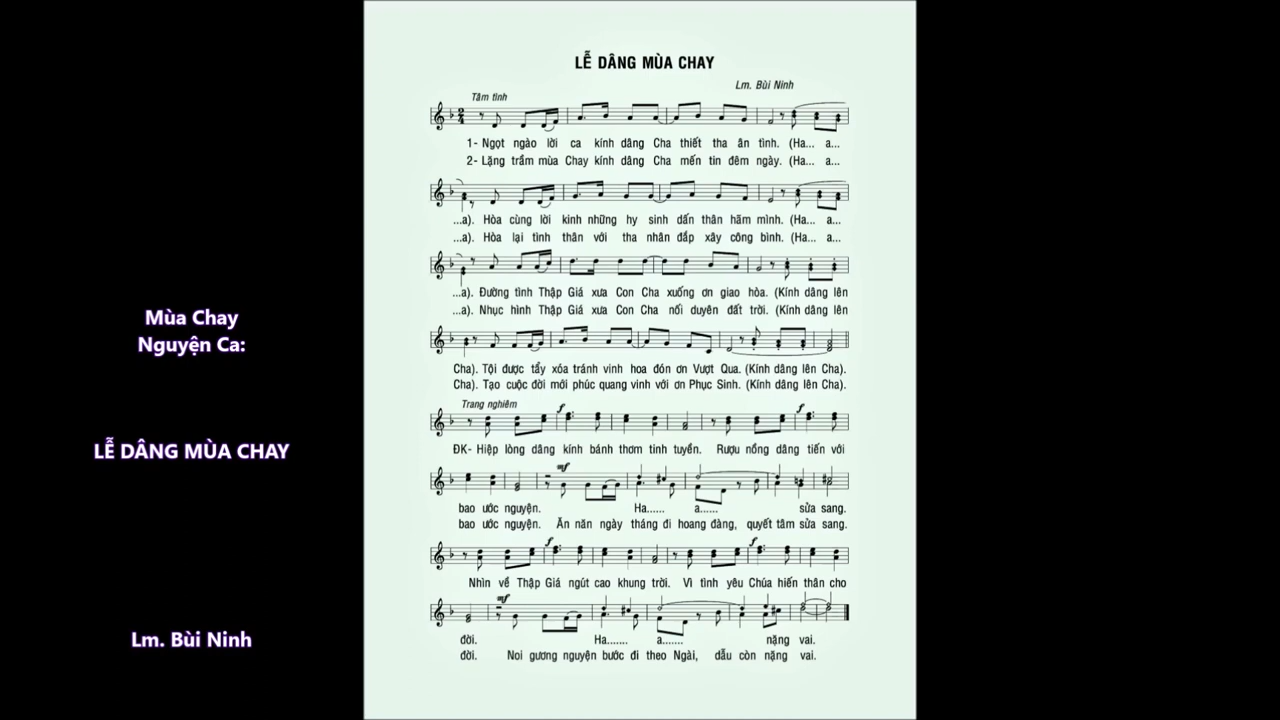 Mùa Chay
Nguyện Ca:
LỄ DÂNG MÙA CHAY
Lm. Bùi Ninh
LỄ DÂNG MÙA CHAY
Lm. Bùi Ninh
Tâm tình
1- Ngọt ngào lời ca kính dâng Cha thiết tha ân tình. (Ha... a...
2- Lặng trầm mùa Chay kính dâng Cha mến tin đêm ngày. (Ha... a...
...a). Hòa cùng lời kinh những hy sinh dấn thân hãm mình. (Ha... a...
...a). Hòa lại tình thân với tha nhân đắp xây công bình. (Ha... a...
...a). Đường tình Thập Giá xưa Con Cha xuống ơn giao hòa. (Kính dâng lên
...a). Nhục hình Thập Giá xưa Con Cha nối duyên đất trời. (Kính dâng lên
Cha). Tội được tẩy xóa tránh vinh hoa đón ơn Vượt Qua. (Kính dâng lên Cha).
Cha). Tạo cuộc đời mới phúc quang vinh với ơn Phục Sinh. (Kính dâng lên Cha).
Trang nghiêm
f
f
ĐK- Hiệp lòng dâng kính bánh thơm tinh tuyền. Rượu nồng dâng tiến với
mf
bao ước nguyện. Ha...... a...... sửa sang.
bao ước nguyện. Ăn năn ngày tháng đi hoang đàng, quyết tâm sửa sang.
f
f
Nhìn về Thập Giá ngút cao khung trời. Vì tình yêu Chúa hiến thân cho
mf
đời. Ha....... a....... nặng vai.
đời. Noi gương nguyện bước đi theo Ngài, dẫu còn nặng vai.